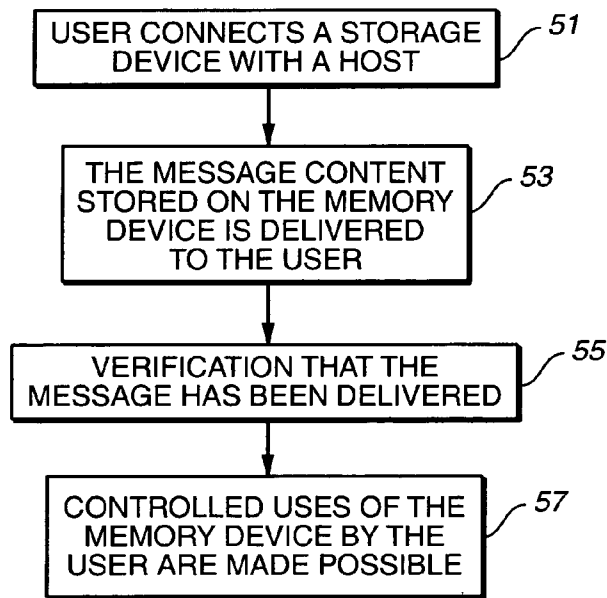 USER CONNECTS A STORAGE
DEVICE WITH A HOST
51
THE MESSAGE CONTENT
STORED ON THE MEMORY
DEVICE IS DELIVERED
TO THE USER
53
VERIFICATION THAT THE
MESSAGE HAS BEEN DELIVERED
55
CONTROLLED USES OF THE
MEMORY DEVICE BY THE
USER ARE MADE POSSIBLE
57